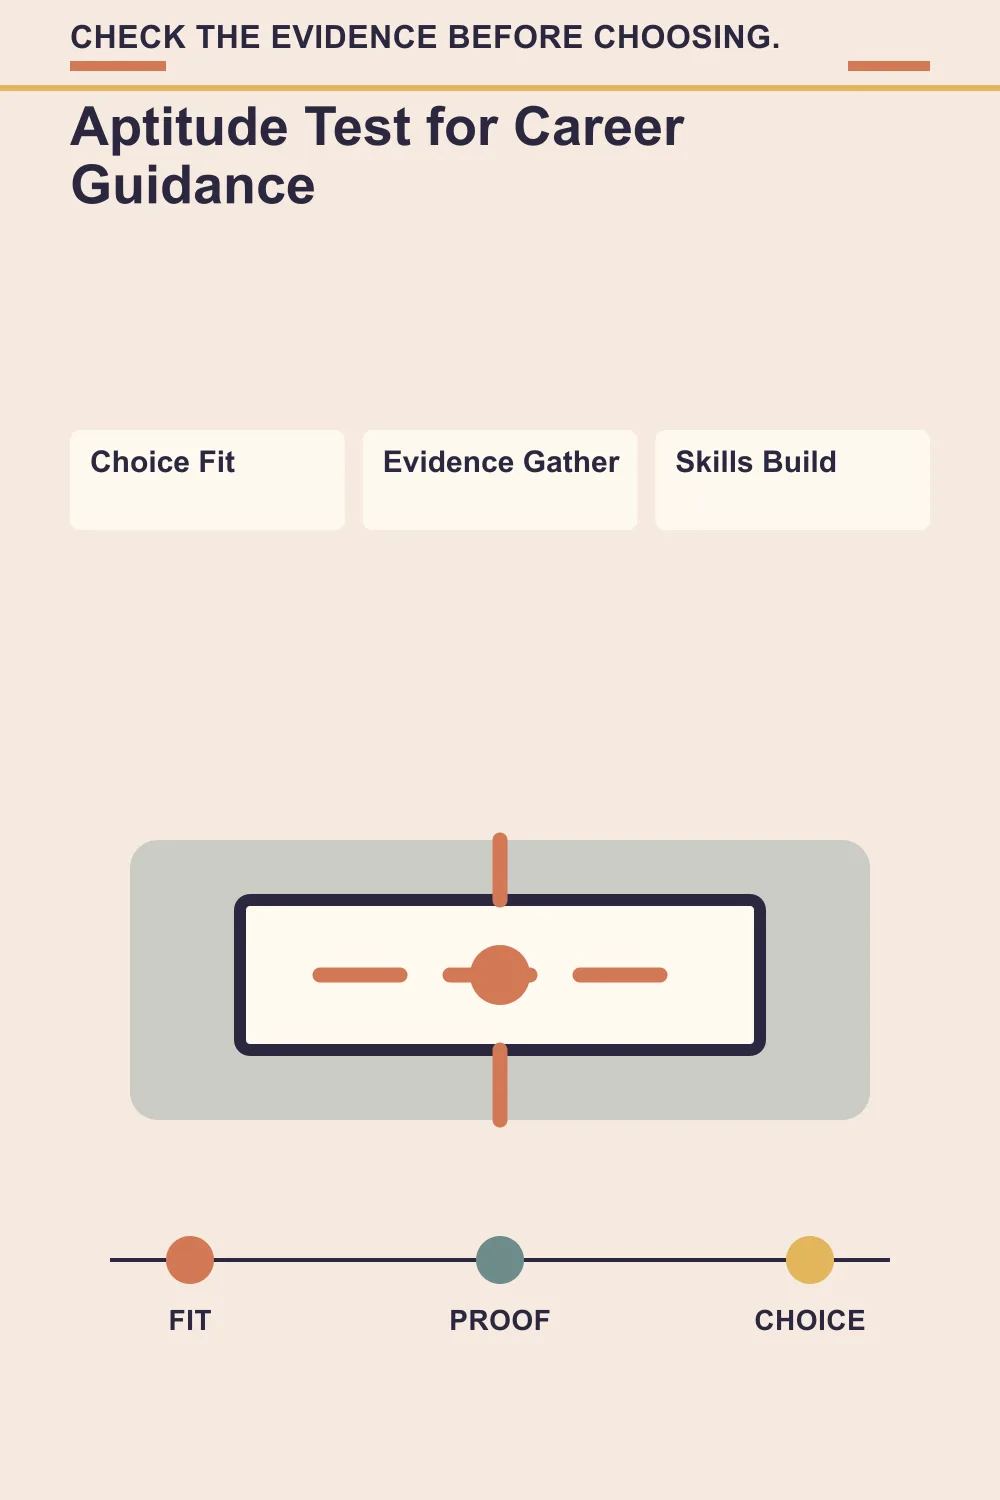 CHECK THE EVIDENCE BEFORE CHOOSING.
Aptitude Test for Career
Guidance
Choice Fit
Evidence Gather
Skills Build
FIT
PROOF
CHOICE